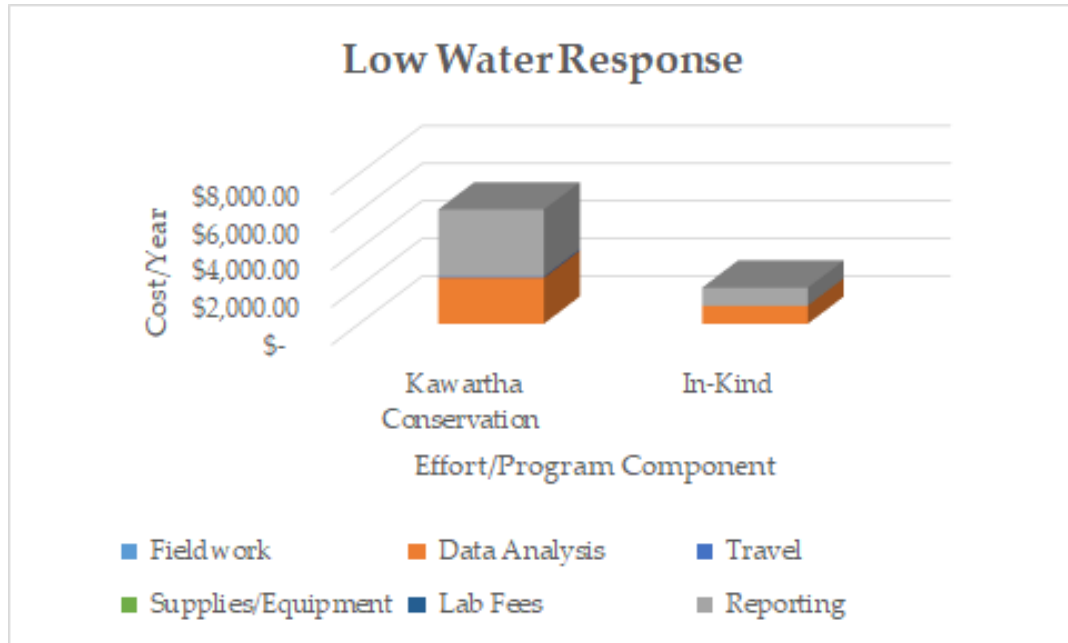 Low Water Response
$8,000.00
$6,000.00
$4,000.00
$2,000.00
$-
Cost/Year
Kawartha
Conservation
In-Kind
Effort/Program Component
Fieldwork
Data Analysis
Travel
Supplies/Equipment
Lab Fees
Reporting